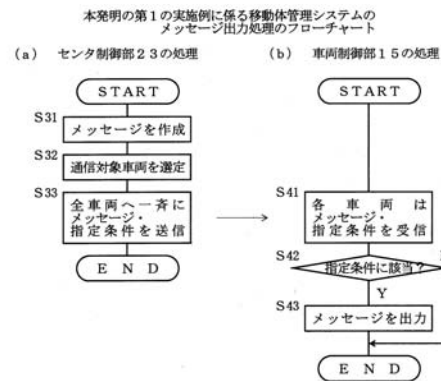 本発明の第1の実施例に係る移動体管理システムの
メッセージ出力処理のフローチャート
(a) センタ制御部23の処理
(b) 車両制御部15の処理
START
S31
メッセージを作成
S32
通信対象車両を選定
S33
全車両へ一斉に
メッセージ・
指定条件を送信
END
START
S41
各車両は
メッセージ・
指定条件を受信
S42
指定条件に該当?
Y
S43
メッセージを出力
END